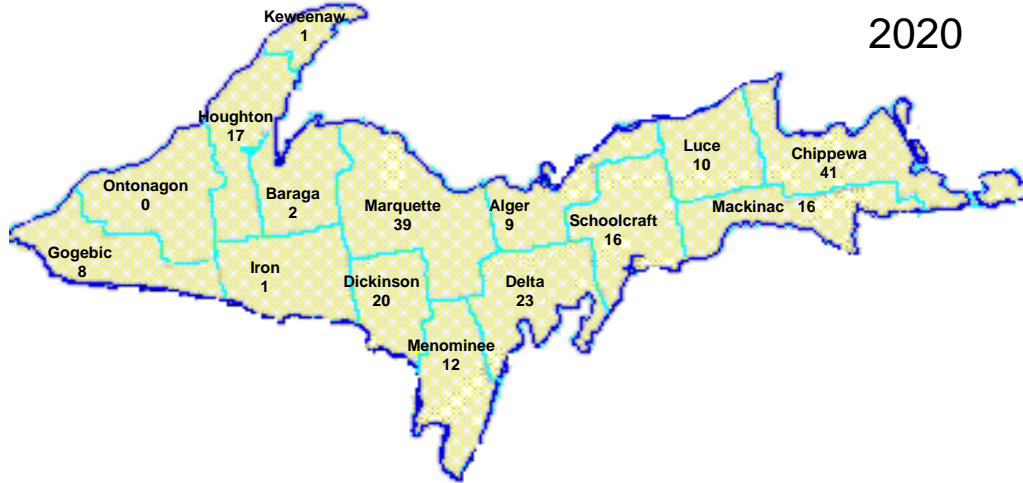 Keweenaw
1
2020
Houghton
17
Ontonagon
0
Baraga
2
Marquette
39
Alger
9
Schoolcraft
16
Luce
10
Chippewa
41
Mackinac 16
Gogebic
8
Iron
1
Dickinson
20
Delta
23
Menominee
12